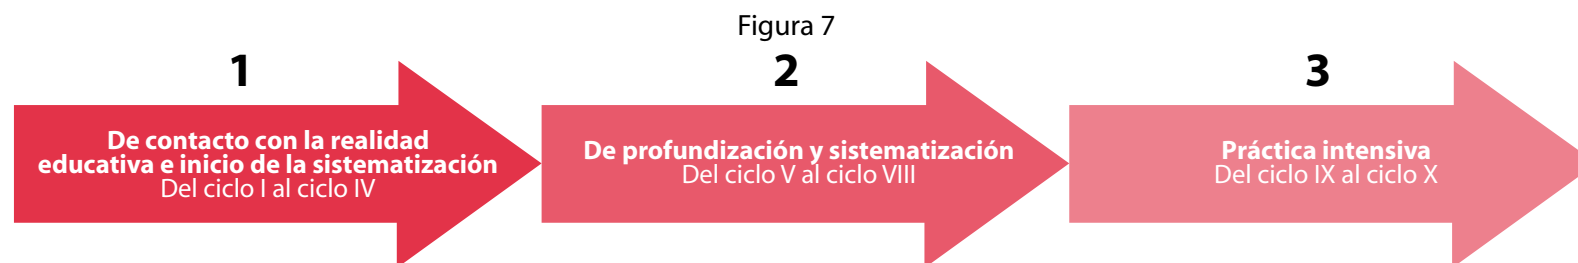 Figura 7
1
De contacto con la realidad
educativa e inicio de la sistematización
Del ciclo I al ciclo IV
2
De profundización y sistematización
Del ciclo V al ciclo VIII
3
Práctica intensiva
Del ciclo IX al ciclo X